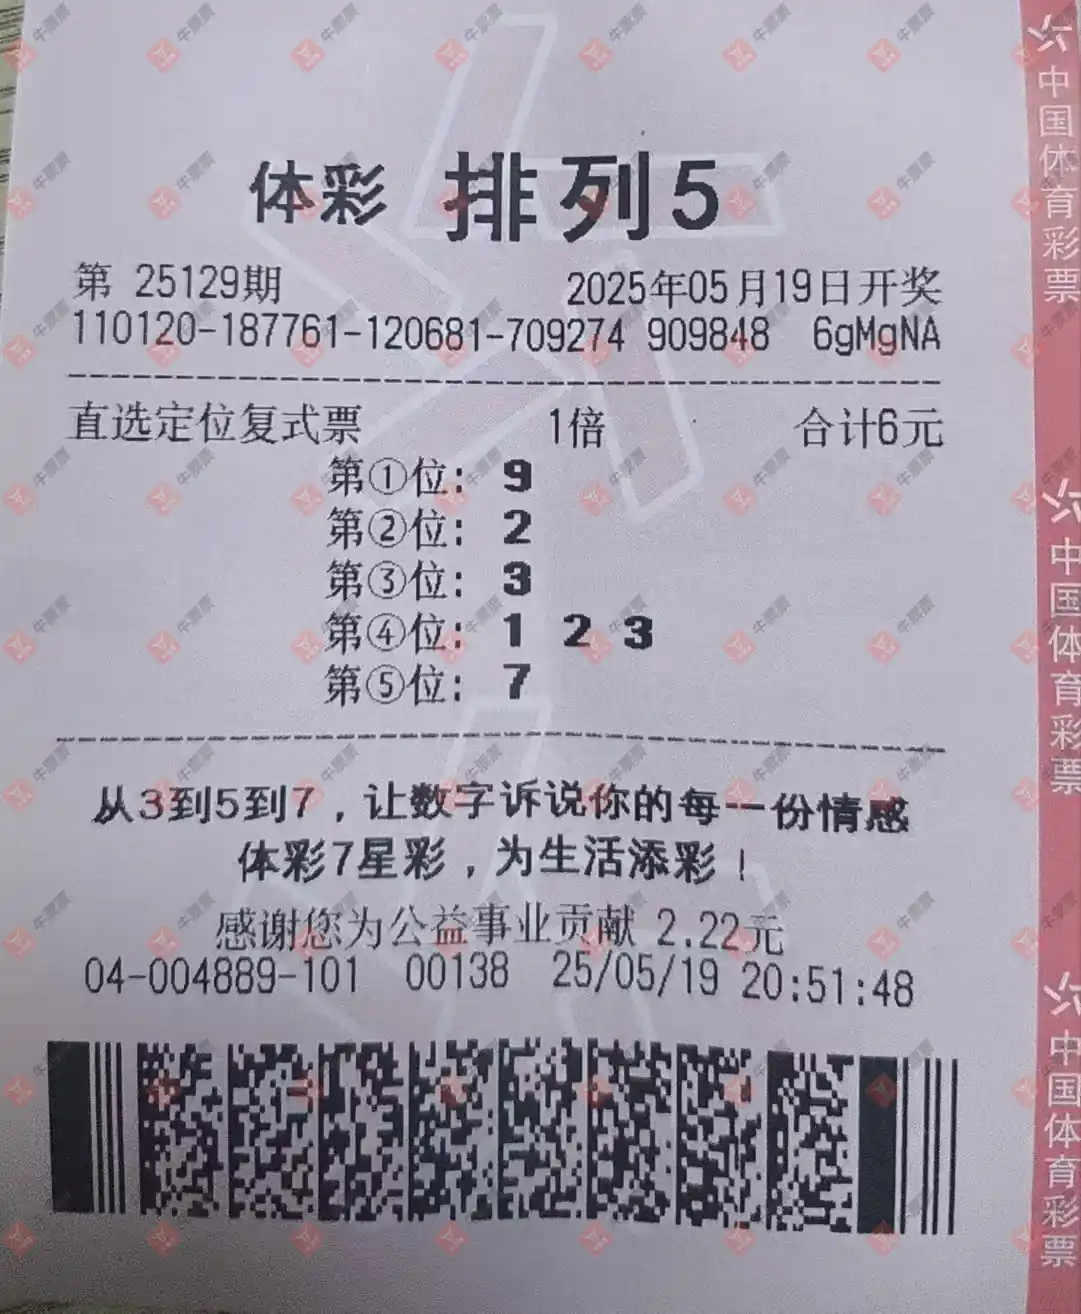 体彩 排列5
第 25129期 2025年05月19日开奖
110120-187761-120681-709274 909848 6gMgNA
直选定位复式票 1倍 合计6元
第①位: 9
第②位: 2
第③位: 3
第④位: 1 2 3
第⑤位: 7
从3到5到7,让数字诉说你的每一份情感
体彩7星彩,为生活添彩!
感谢您为公益事业贡献 2.22元
04-004889-101 00138 25/05/19 20:51:48
中国体育彩票
中国体育彩票
中国体育彩票
牛票票